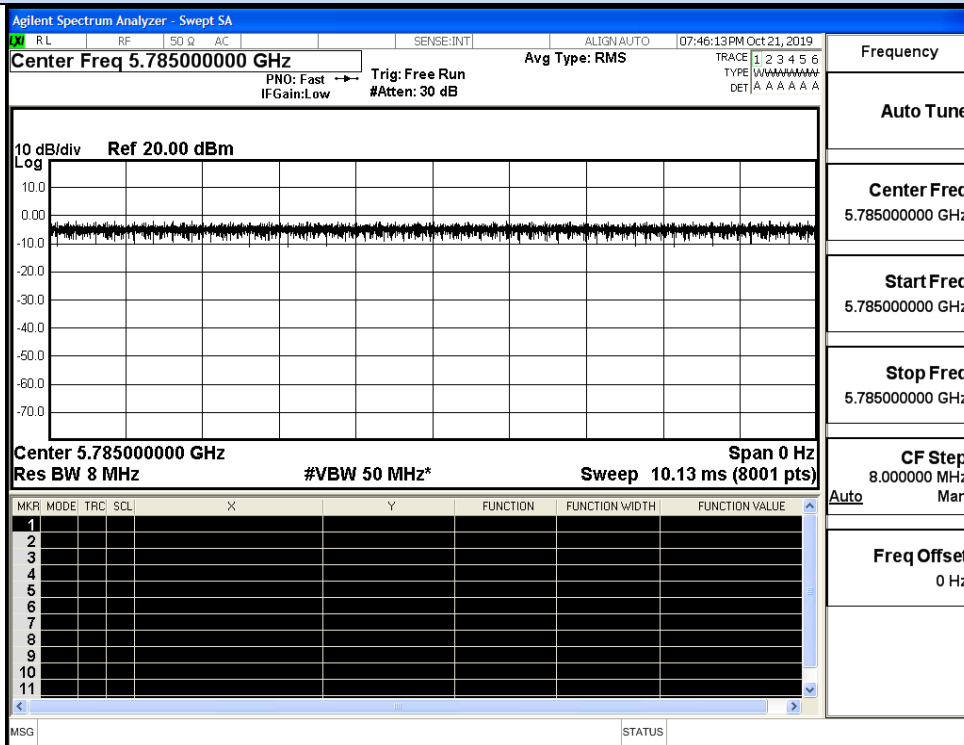 Agilent Spectrum Analyzer - Swept SA
LXI RL RF 50 Ω AC SENSE:INT ALIGNAUTO 07:46:13PM Oct 21, 2019
Center Freq 5.785000000 GHz
Avg Type: RMS
TRACE 1 2 3 4 5 6
PNO: Fast
Trig: Free Run
TYPE WWWWWW
IFGain:Low
#Atten: 30 dB
DET A A A A A A
10 dB/div Ref 20.00 dBm
Log
10.0
0.00
-10.0
-20.0
-30.0
-40.0
-50.0
-60.0
-70.0
Center 5.785000000 GHz Span 0 Hz
Res BW 8 MHz #VBW 50 MHz* Sweep 10.13 ms (8001 pts)
MKR MODE TRC SCL X Y FUNCTION FUNCTION WIDTH FUNCTION VALUE
1
2
3
4
5
6
7
8
9
10
11
MSG STATUS
Frequency
Auto Tune
Center Freq
5.785000000 GHz
Start Freq
5.785000000 GHz
Stop Freq
5.785000000 GHz
CF Step
8.000000 MHz
Auto Man
Freq Offset
0 Hz